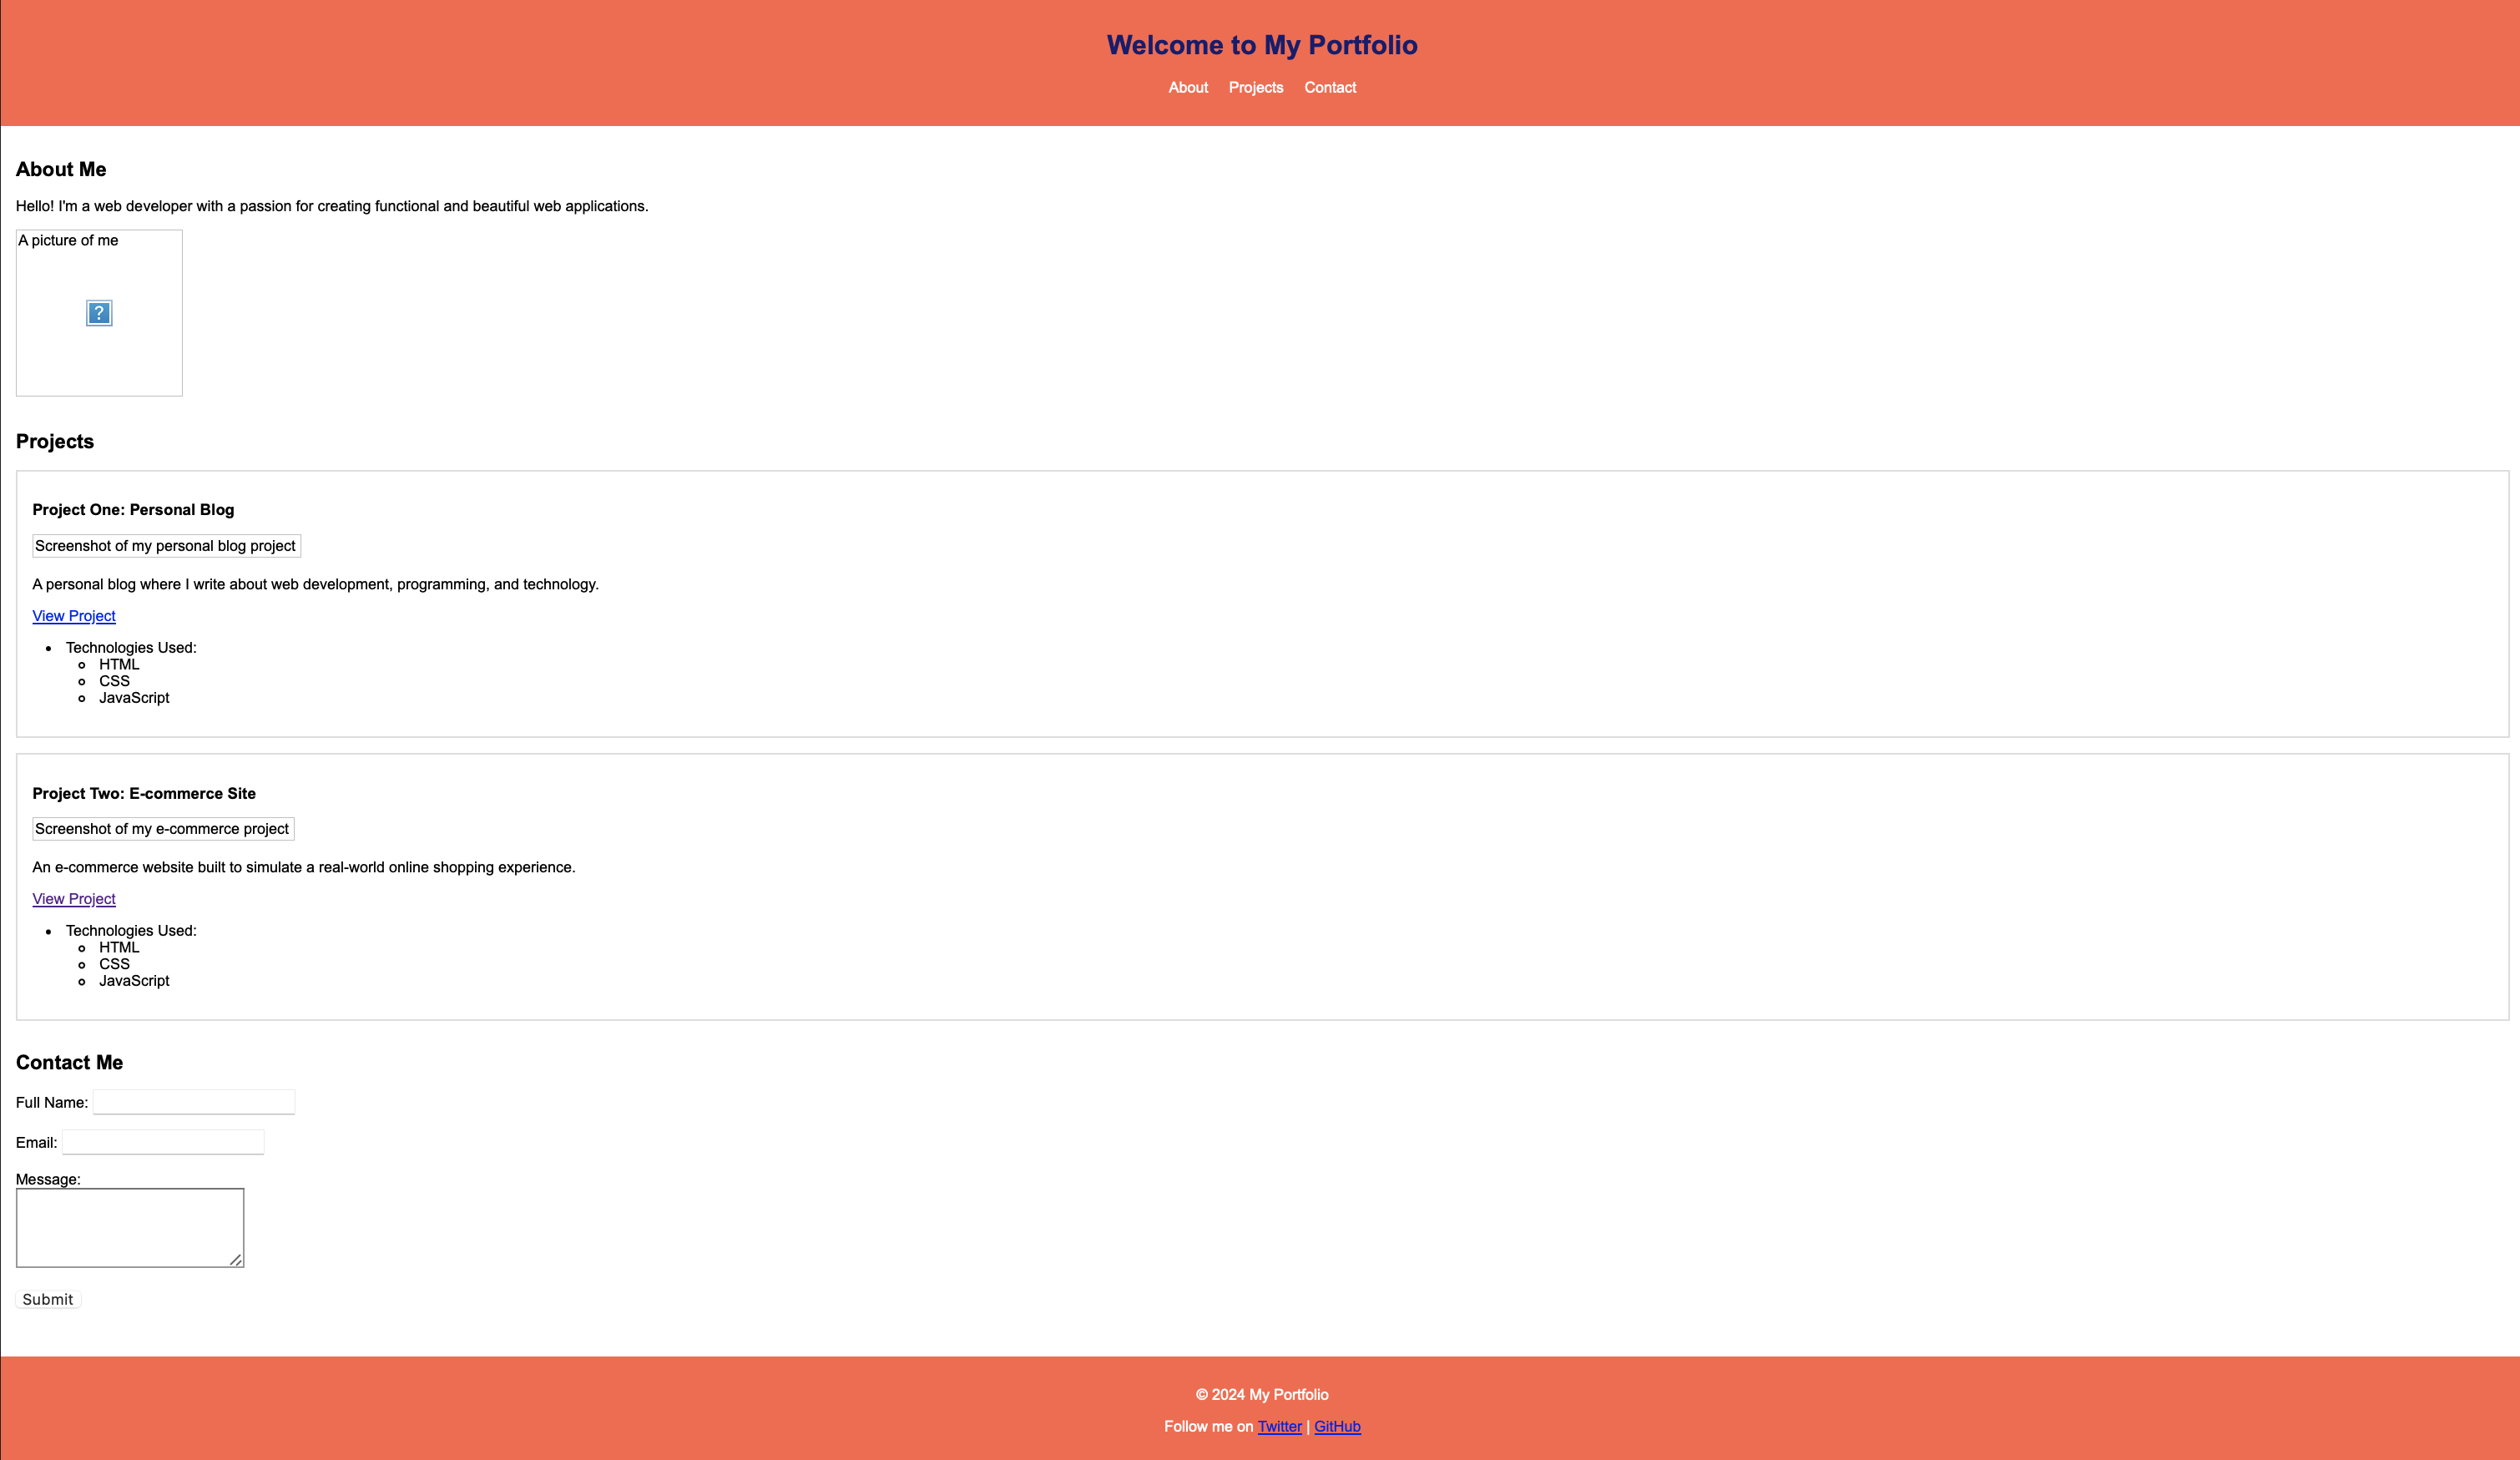 Welcome to My Portfolio
About Projects Contact
About Me
Hello! I'm a web developer with a passion for creating functional and beautiful web applications.
A picture of me
?
Projects
Project One: Personal Blog
Screenshot of my personal blog project
A personal blog where I write about web development, programming, and technology.
View Project
Technologies Used:
HTML
CSS
JavaScript
Project Two: E-commerce Site
Screenshot of my e-commerce project
An e-commerce website built to simulate a real-world online shopping experience.
View Project
Technologies Used:
HTML
CSS
JavaScript
Contact Me
Full Name:
Email:
Message:
Submit
© 2024 My Portfolio
Follow me on Twitter | GitHub